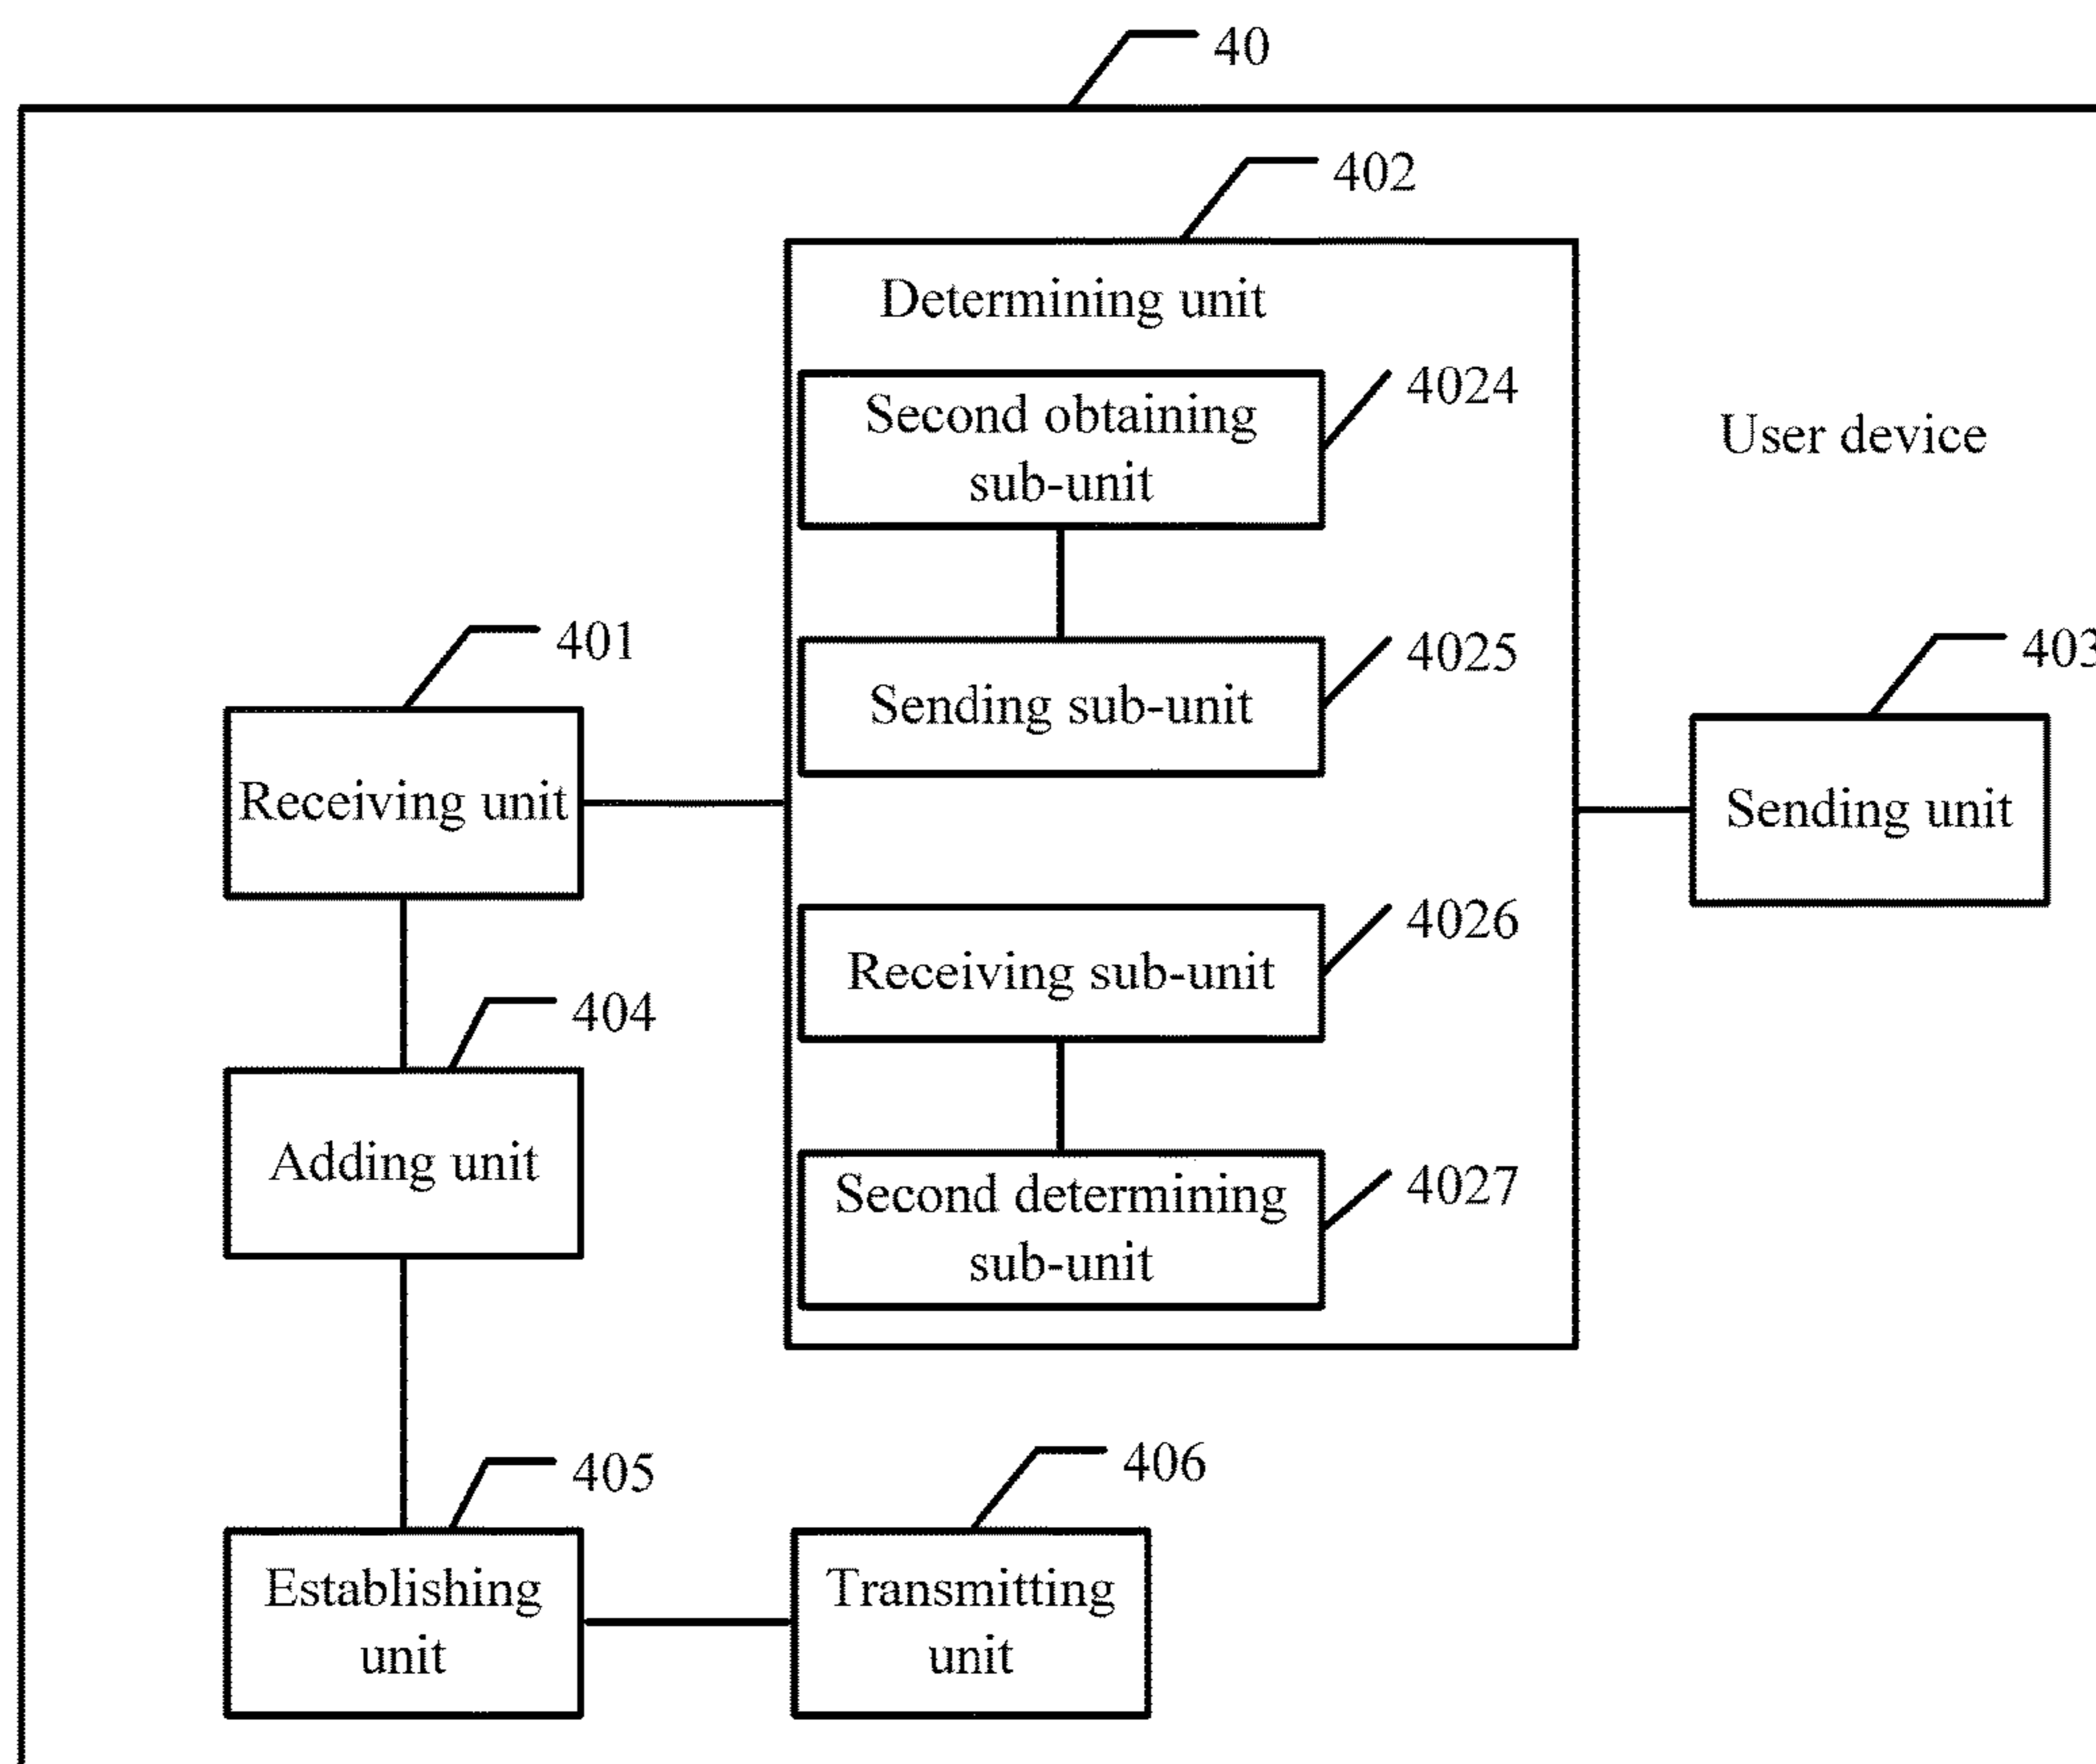 40
402
Determining unit
Second obtaining
sub-unit
4024
User device
Sending sub-unit
4025
401
Receiving unit
403
Sending unit
Receiving sub-unit
4026
404
Adding unit
Second determining
sub-unit
4027
405
Establishing
unit
406
Transmitting
unit